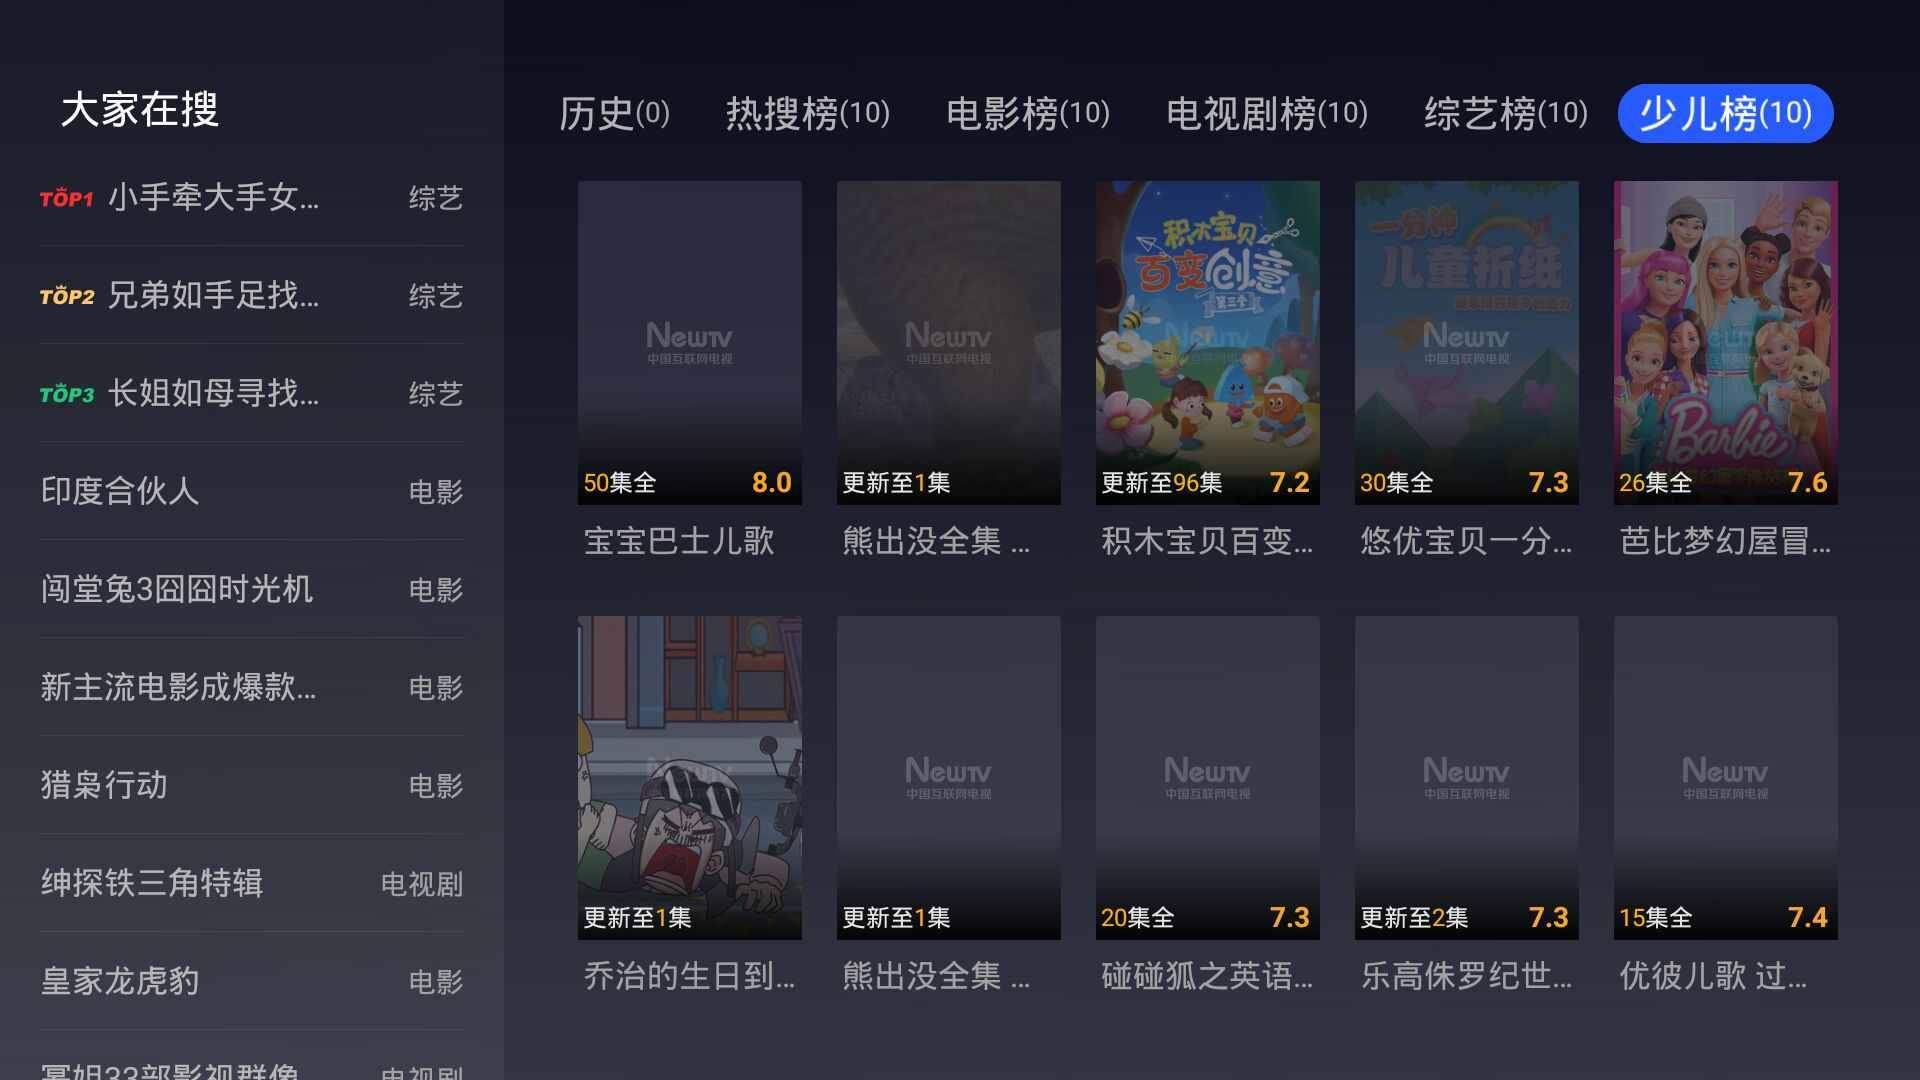 大家在搜
TOP1 小手牵大手女... 综艺
TOP2 兄弟如手足找... 综艺
TOP3 长姐如母寻找... 综艺
印度合伙人 电影
闯堂兔3囧囧时光机 电影
新主流电影成爆款... 电影
猎枭行动 电影
绅探铁三角特辑 电视剧
皇家龙虎豹 电影
幂姐33部影视群像 电视剧
历史(0) 热搜榜(10) 电影榜(10) 电视剧榜(10) 综艺榜(10) 少儿榜(10)
NewTV
中国互联网电视
50集全 8.0
宝宝巴士儿歌
NewTV
中国互联网电视
更新至1集
熊出没全集 ...
积木宝贝
百变创意
第三季
NewTV
中国互联网电视
更新至96集 7.2
积木宝贝百变...
一分钟
儿童折纸
NewTV
中国互联网电视
30集全 7.3
悠优宝贝一分...
NewTV
Barbie
26集全 7.6
芭比梦幻屋冒...
NewTV
更新至1集
乔治的生日到...
NewTV
中国互联网电视
更新至1集
熊出没全集 ...
NewTV
中国互联网电视
20集全 7.3
碰碰狐之英语...
NewTV
中国互联网电视
更新至2集 7.3
乐高侏罗纪世...
NewTV
中国互联网电视
15集全 7.4
优彼儿歌 过...